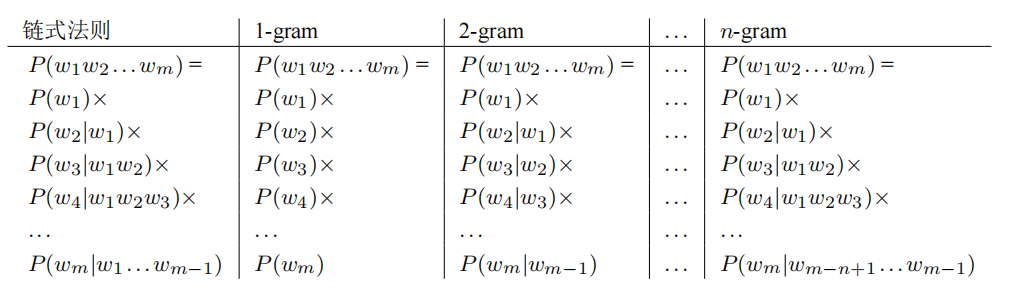 链式法则 1-gram 2-gram … n-gram
P(w₁w₂…wₘ) = P(w₁w₂…wₘ) = P(w₁w₂…wₘ) = … P(w₁w₂…wₘ) =
P(w₁)× P(w₁)× P(w₁)× … P(w₁)×
P(w₂|w₁)× P(w₂)× P(w₂|w₁)× … P(w₂|w₁)×
P(w₃|w₁w₂)× P(w₃)× P(w₃|w₂)× … P(w₃|w₁w₂)×
P(w₄|w₁w₂w₃)× P(w₄)× P(w₄|w₃)× … P(w₄|w₁w₂w₃)×
… … … … …
P(wₘ|w₁…wₘ₋₁) P(wₘ) P(wₘ|wₘ₋₁) … P(wₘ|wₘ₋ₙ₊₁…wₘ₋₁)